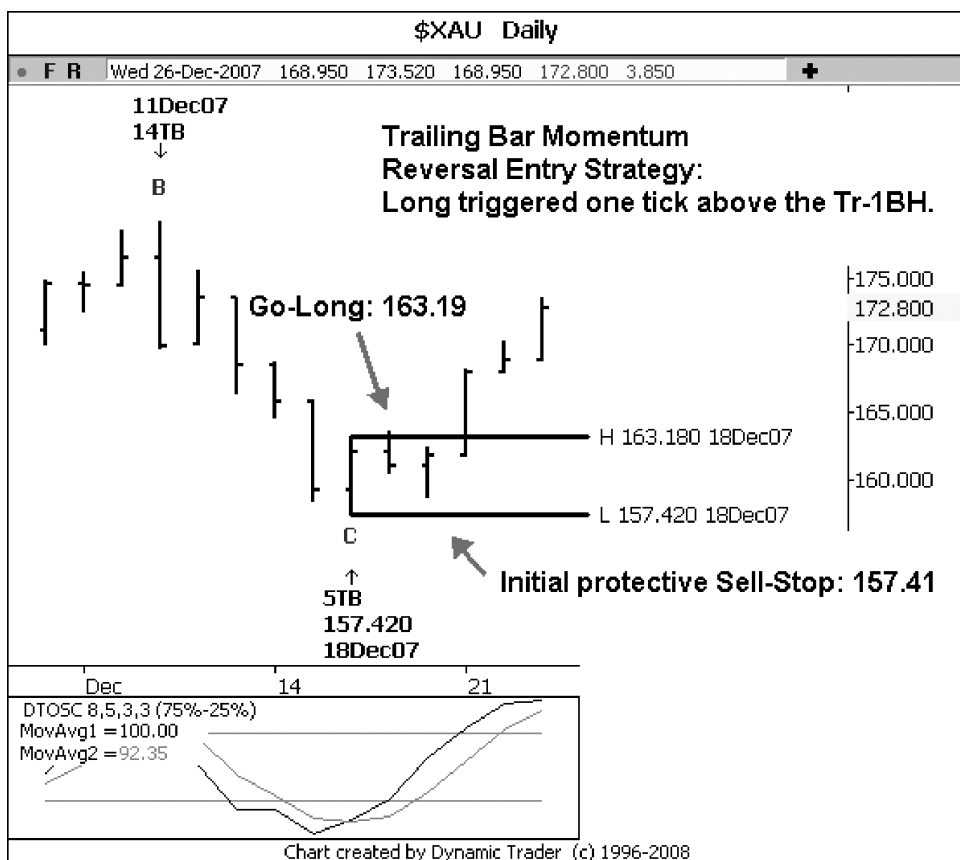 $XAU Daily
F R Wed 26-Dec-2007 168.950 173.520 168.950 172.800 3.850
11Dec07
14TB
B
Trailing Bar Momentum
Reversal Entry Strategy:
Long triggered one tick above the Tr-1BH.
175.000
172.800
170.000
165.000
160.000
Go-Long: 163.19
H 163.180 18Dec07
L 157.420 18Dec07
C
Initial protective Sell-Stop: 157.41
5TB
157.420
18Dec07
Dec 14 21
DTOSC 8,5,3,3 (75%-25%)
MovAvg1 =100.00
MovAvg2 =92.35
Chart created by Dynamic Trader (c) 1996-2008